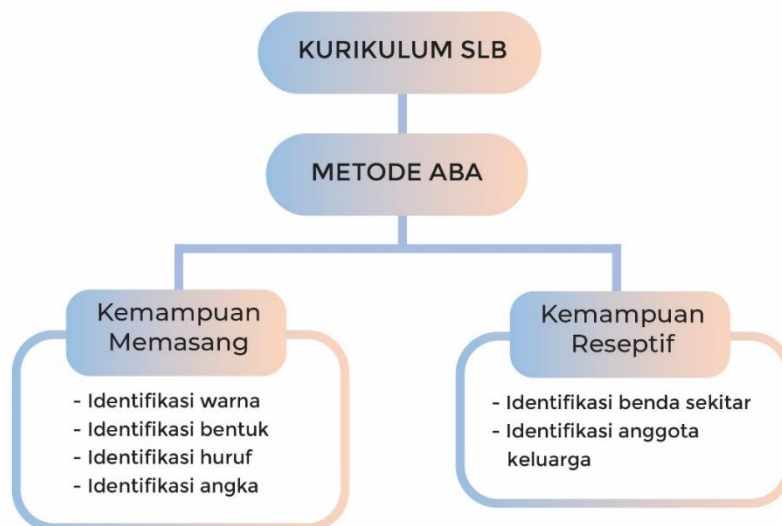 KURIKULUM SLB
METODE ABA
Kemampuan
Memasang
- Identifikasi warna
- Identifikasi bentuk
- Identifikasi huruf
- Identifikasi angka
Kemampuan
Reseptif
- Identifikasi benda sekitar
- Identifikasi anggota
keluarga